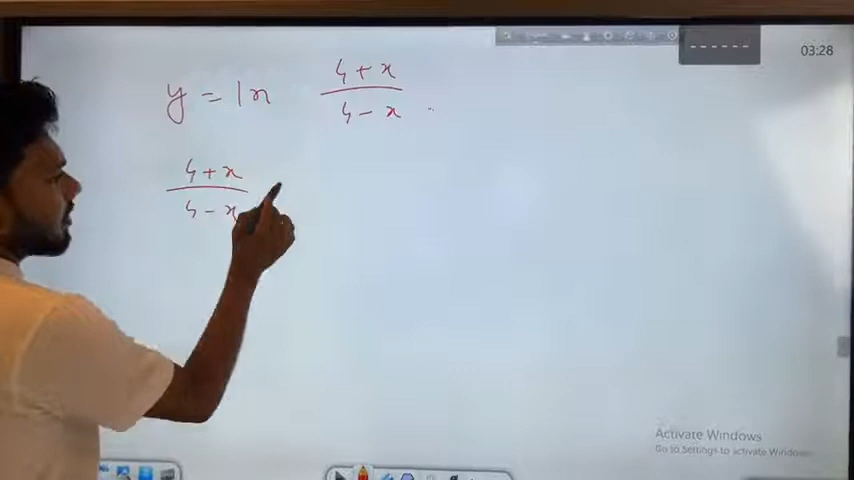 y = ln (4 + x)/(4 - x)
(4 + x)/(4 - x)
03:28
Activate Windows
Go to Settings to activate Windows.